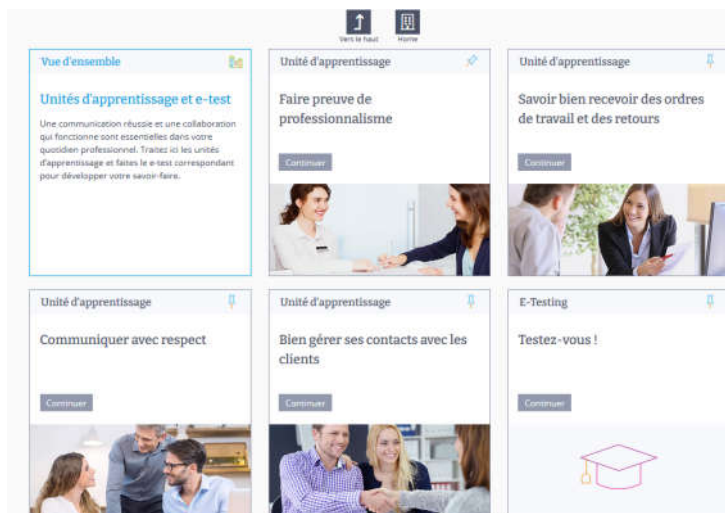 Vers le haut
Home
Vue d'ensemble
Unités d'apprentissage et e-test
Une communication réussie et une collaboration
qui fonctionne sont essentielles dans votre
quotidien professionnel. Traitez ici les unités
d'apprentissage et faites le e-test correspondant
pour développer votre savoir-faire.
Unité d'apprentissage
Faire preuve de
professionnalisme
Continuer
Unité d'apprentissage
Savoir bien recevoir des ordres
de travail et des retours
Continuer
Unité d'apprentissage
Communiquer avec respect
Continuer
Unité d'apprentissage
Bien gérer ses contacts avec les
clients
Continuer
E-Testing
Testez-vous !
Continuer